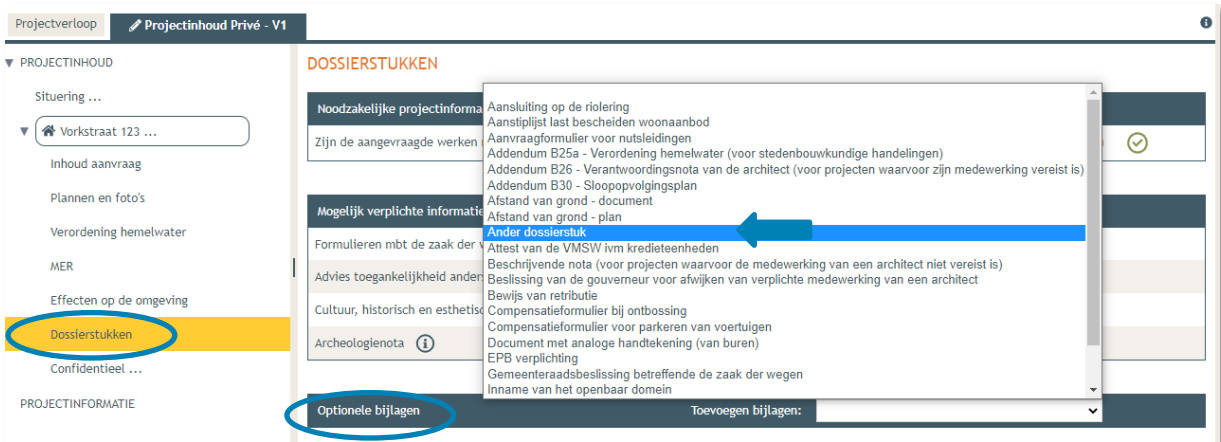 Projectverloop
Projectinhoud Privé - V1
PROJECTINHOUD
Situering ...
Vorkstraat 123 ...
Inhoud aanvraag
Plannen en foto's
Verordening hemelwater
MER
Effecten op de omgeving
Dossierstukken
Confidentieel ...
PROJECTINFORMATIE
DOSSIERSTUKKEN
Noodzakelijke projectinforma
Zijn de aangevraagde werken
Mogelijk verplichte informatie
Formulieren mbt de zaak der
Advies toegankelijkheid anders
Cultuur, historisch en esthetisc
Archeologienota
Aansluiting op de riolering
Aanstiplijst last bescheiden woonaanbod
Aanvraagformulier voor nutsleidingen
Addendum B25a - Verordening hemelwater (voor stedenbouwkundige handelingen)
Addendum B26 - Verantwoordingsnota van de architect (voor projecten waarvoor zijn medewerking vereist is)
Addendum B30 - Sloopopvolgingsplan
Afstand van grond - document
Afstand van grond - plan
Ander dossierstuk
Attest van de VMSW ivm kredieteenheden
Beschrijvende nota (voor projecten waarvoor de medewerking van een architect niet vereist is)
Beslissing van de gouverneur voor afwijken van verplichte medewerking van een architect
Bewijs van retributie
Compensatieformulier bij ontbossing
Compensatieformulier voor parkeren van voertuigen
Document met analoge handtekening (van buren)
EPB verplichting
Gemeenteraadsbeslissing betreffende de zaak der wegen
Inname van het openbaar domein
Optionele bijlagen
Toevoegen bijlagen: